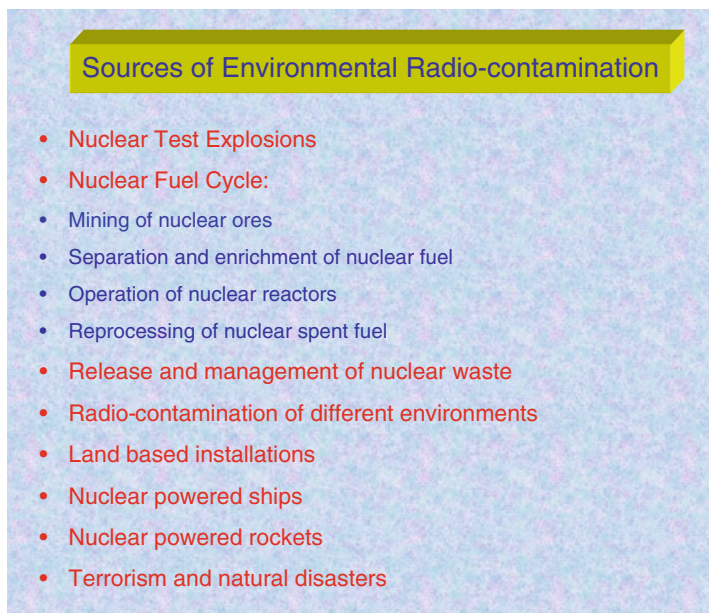 Sources of Environmental Radio-contamination
• Nuclear Test Explosions
• Nuclear Fuel Cycle:
• Mining of nuclear ores
• Separation and enrichment of nuclear fuel
• Operation of nuclear reactors
• Reprocessing of nuclear spent fuel
• Release and management of nuclear waste
• Radio-contamination of different environments
• Land based installations
• Nuclear powered ships
• Nuclear powered rockets
• Terrorism and natural disasters